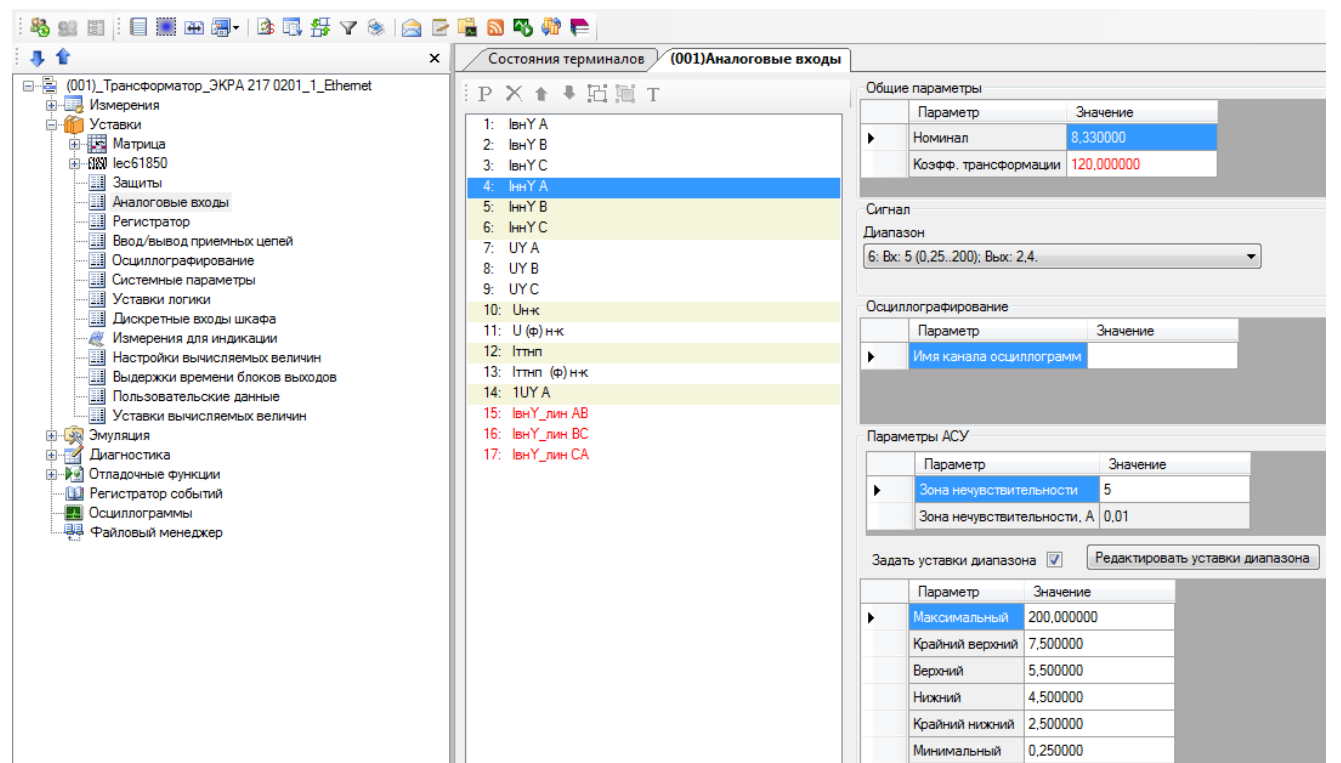 Состояния терминалов
(001)Аналоговые входы
(001)_Трансформатор_ЭКРА 217 0201_1_Ethernet
Измерения
Уставки
Матрица
Iec61850
Защиты
Аналоговые входы
Регистратор
Ввод/вывод приемных цепей
Осциллографирование
Системные параметры
Уставки логики
Дискретные входы шкафа
Измерения для индикации
Настройки вычисляемых величин
Выдержки времени блоков выходов
Пользовательские данные
Уставки вычисляемых величин
Эмуляция
Диагностика
Отладочные функции
Регистратор событий
Осциллограммы
Файловый менеджер
P T
1: IвнY A
2: IвнY B
3: IвнY C
4: IннY A
5: IннY B
6: IннY C
7: UY A
8: UY B
9: UY C
10: Uн-к
11: U (ф) н-к
12: Iттнп
13: Iттнп (ф) н-к
14: 1UY A
15: IвнY_лин AB
16: IвнY_лин BC
17: IвнY_лин CA
Общие параметры
Параметр Значение
Номинал 8,330000
Коэфф. трансформации 120,000000
Сигнал
Диапазон
6: Вх: 5 (0,25..200); Вых: 2,4.
Осциллографирование
Параметр Значение
Имя канала осциллограмм
Параметры АСУ
Параметр Значение
Зона нечувствительности 5
Зона нечувствительности, А 0,01
Задать уставки диапазона Редактировать уставки диапазона
Параметр Значение
Максимальный 200,000000
Крайний верхний 7,500000
Верхний 5,500000
Нижний 4,500000
Крайний нижний 2,500000
Минимальный 0,250000